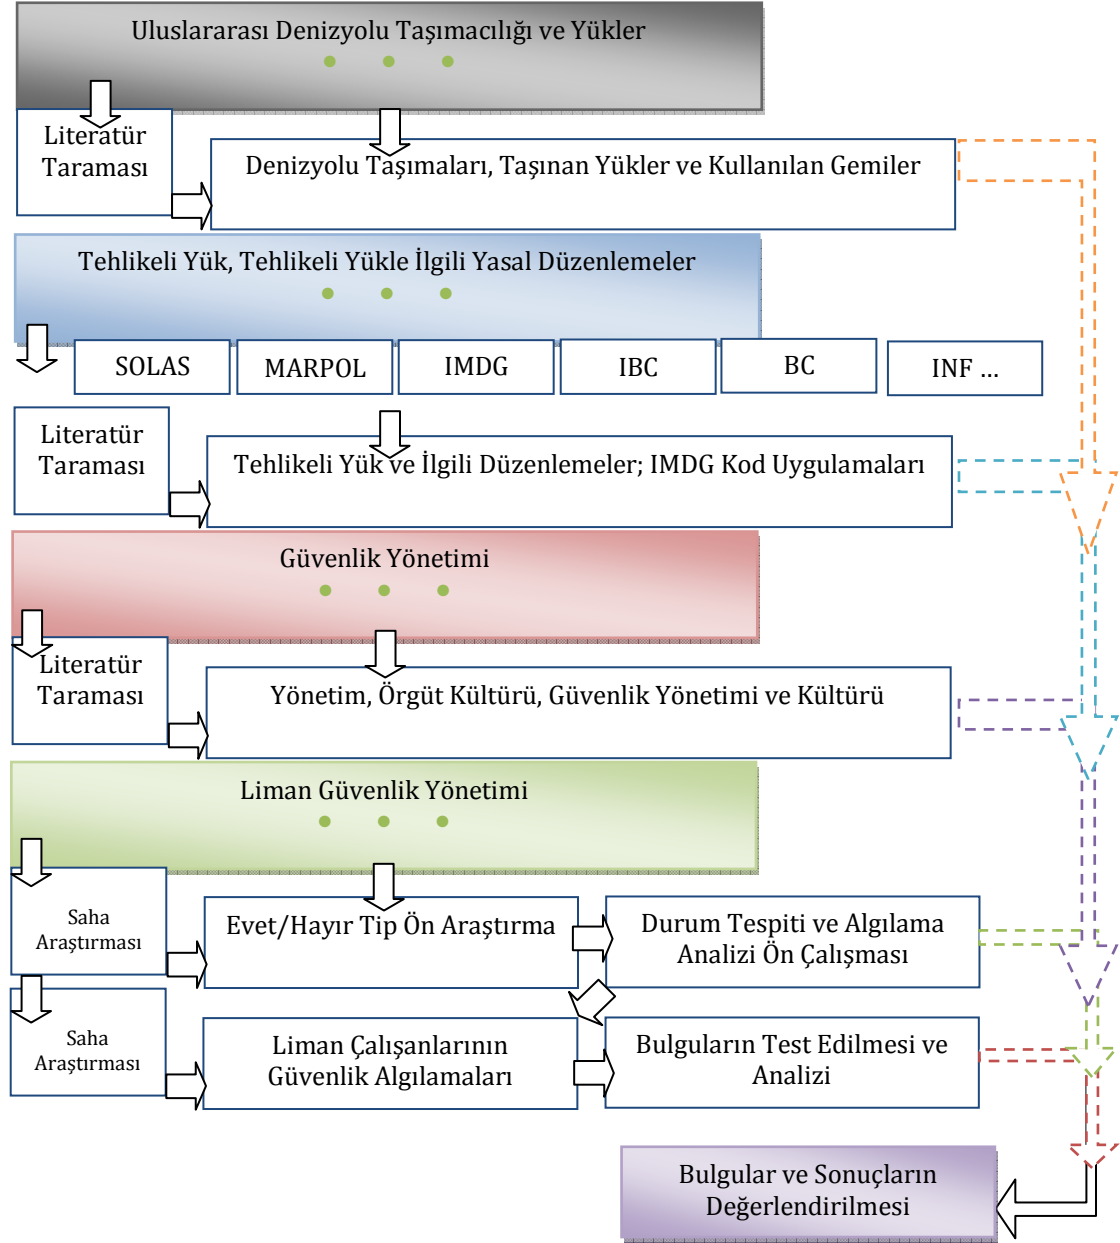 Uluslararası Denizyolu Taşımacılığı ve Yükler
Literatür
Taraması
Denizyolu Taşımaları, Taşınan Yükler ve Kullanılan Gemiler
Tehlikeli Yük, Tehlikeli Yükle İlgili Yasal Düzenlemeler
SOLAS
MARPOL
IMDG
IBC
BC
INF ...
Literatür
Taraması
Tehlikeli Yük ve İlgili Düzenlemeler; IMDG Kod Uygulamaları
Güvenlik Yönetimi
Literatür
Taraması
Yönetim, Örgüt Kültürü, Güvenlik Yönetimi ve Kültürü
Liman Güvenlik Yönetimi
Saha
Araştırması
Evet/Hayır Tip Ön Araştırma
Durum Tespiti ve Algılama
Analizi Ön Çalışması
Saha
Araştırması
Liman Çalışanlarının
Güvenlik Algılamaları
Bulguların Test Edilmesi ve
Analizi
Bulgular ve Sonuçların
Değerlendirilmesi